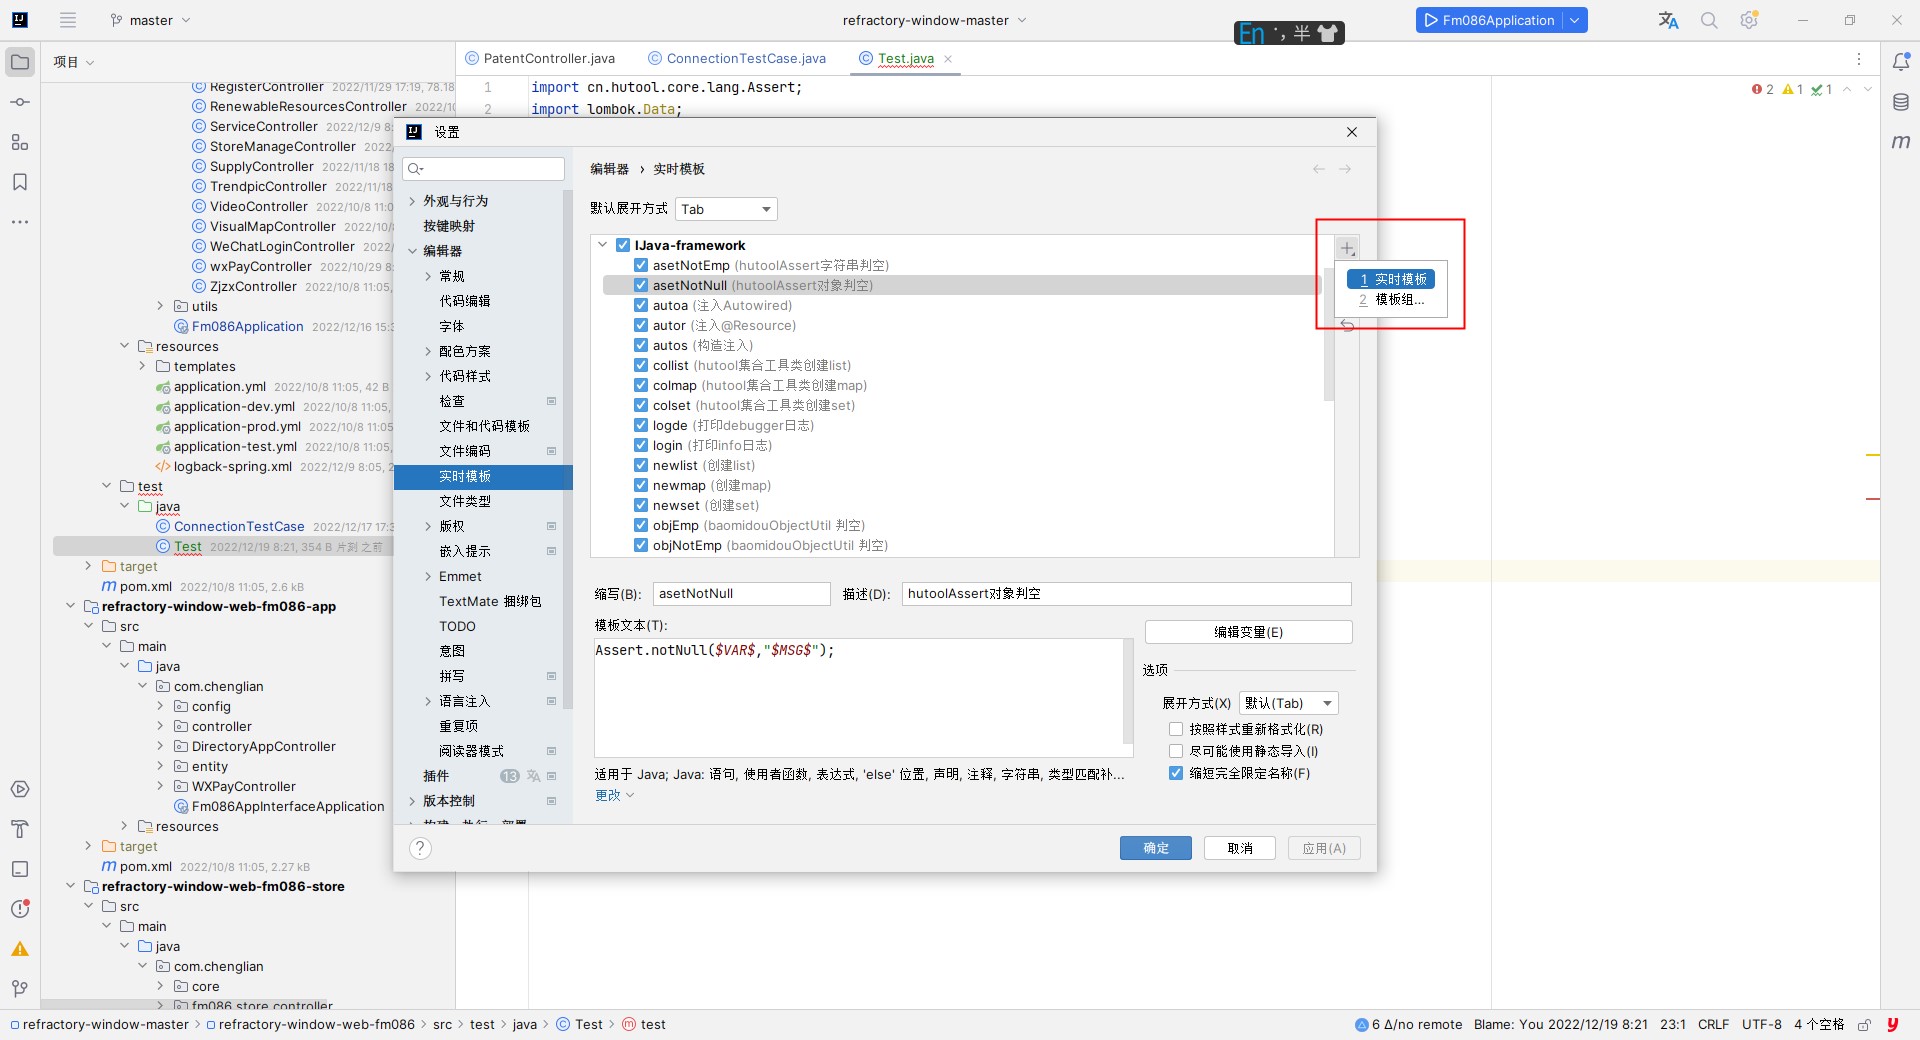 master
refractory-window-master
Fm086Application
En ·, 半
项目
PatentController.java
ConnectionTestCase.java
Test.java
RegisterController 2022/11/29 17:19, 78.18
RenewableResourcesController 2022/10
ServiceController 2022/12/9 8:
StoreManageController 2022/
SupplyController 2022/11/18 18
TrendpicController 2022/11/18
VideoController 2022/10/8 11:0
VisualMapController 2022/10/
WeChatLoginController 2022/
wxPayController 2022/10/29 8:
ZjzxController 2022/10/8 11:05
utils
Fm086Application 2022/12/16 15:3
resources
templates
application.yml 2022/10/8 11:05, 42 B
application-dev.yml 2022/10/8 11:05,
application-prod.yml 2022/10/8 11:05
application-test.yml 2022/10/8 11:05,
logback-spring.xml 2022/12/9 8:05, 2
test
java
ConnectionTestCase 2022/12/17 17:3
Test 2022/12/19 8:21, 354 B 片刻 之前
target
pom.xml 2022/10/8 11:05, 2.6 kB
refractory-window-web-fm086-app
src
main
java
com.chenglian
config
controller
DirectoryAppController
entity
WXPayController
Fm086AppInterfaceApplication
resources
target
pom.xml 2022/10/8 11:05, 2.27 kB
refractory-window-web-fm086-store
src
main
java
com.chenglian
core
fm086.store.controller
1 import cn.hutool.core.lang.Assert;
2 import lombok.Data;
2 1 1
设置
外观与行为
按键映射
编辑器
常规
代码编辑
字体
配色方案
代码样式
检查
文件和代码模板
文件编码
实时模板
文件类型
版权
嵌入提示
Emmet
TextMate 捆绑包
TODO
意图
拼写
语言注入
重复项
阅读器模式
插件 13
版本控制
构建、执行、部署
编辑器 › 实时模板
默认展开方式 Tab
IJava-framework
asetNotEmp (hutoolAssert字符串判空)
asetNotNull (hutoolAssert对象判空)
autoa (注入Autowired)
autor (注入@Resource)
autos (构造注入)
collist (hutool集合工具类创建list)
colmap (hutool集合工具类创建map)
colset (hutool集合工具类创建set)
logde (打印debugger日志)
login (打印info日志)
newlist (创建list)
newmap (创建map)
newset (创建set)
objEmp (baomidouObjectUtil 判空)
objNotEmp (baomidouObjectUtil 判空)
1 实时模板
2 模板组...
缩写(B): asetNotNull 描述(D): hutoolAssert对象判空
模板文本(T):
Assert.notNull($VAR$,"$MSG$");
编辑变量(E)
选项
展开方式(X) 默认(Tab)
按照样式重新格式化(R)
尽可能使用静态导入(I)
缩短完全限定名称(F)
适用于 Java; Java: 语句, 使用者函数, 表达式, 'else' 位置, 声明, 注释, 字符串, 类型匹配补...
更改
?
确定 取消 应用(A)
refractory-window-master › refractory-window-web-fm086 › src › test › java › Test › test
6 Δ/no remote Blame: You 2022/12/19 8:21 23:1 CRLF UTF-8 4 个空格